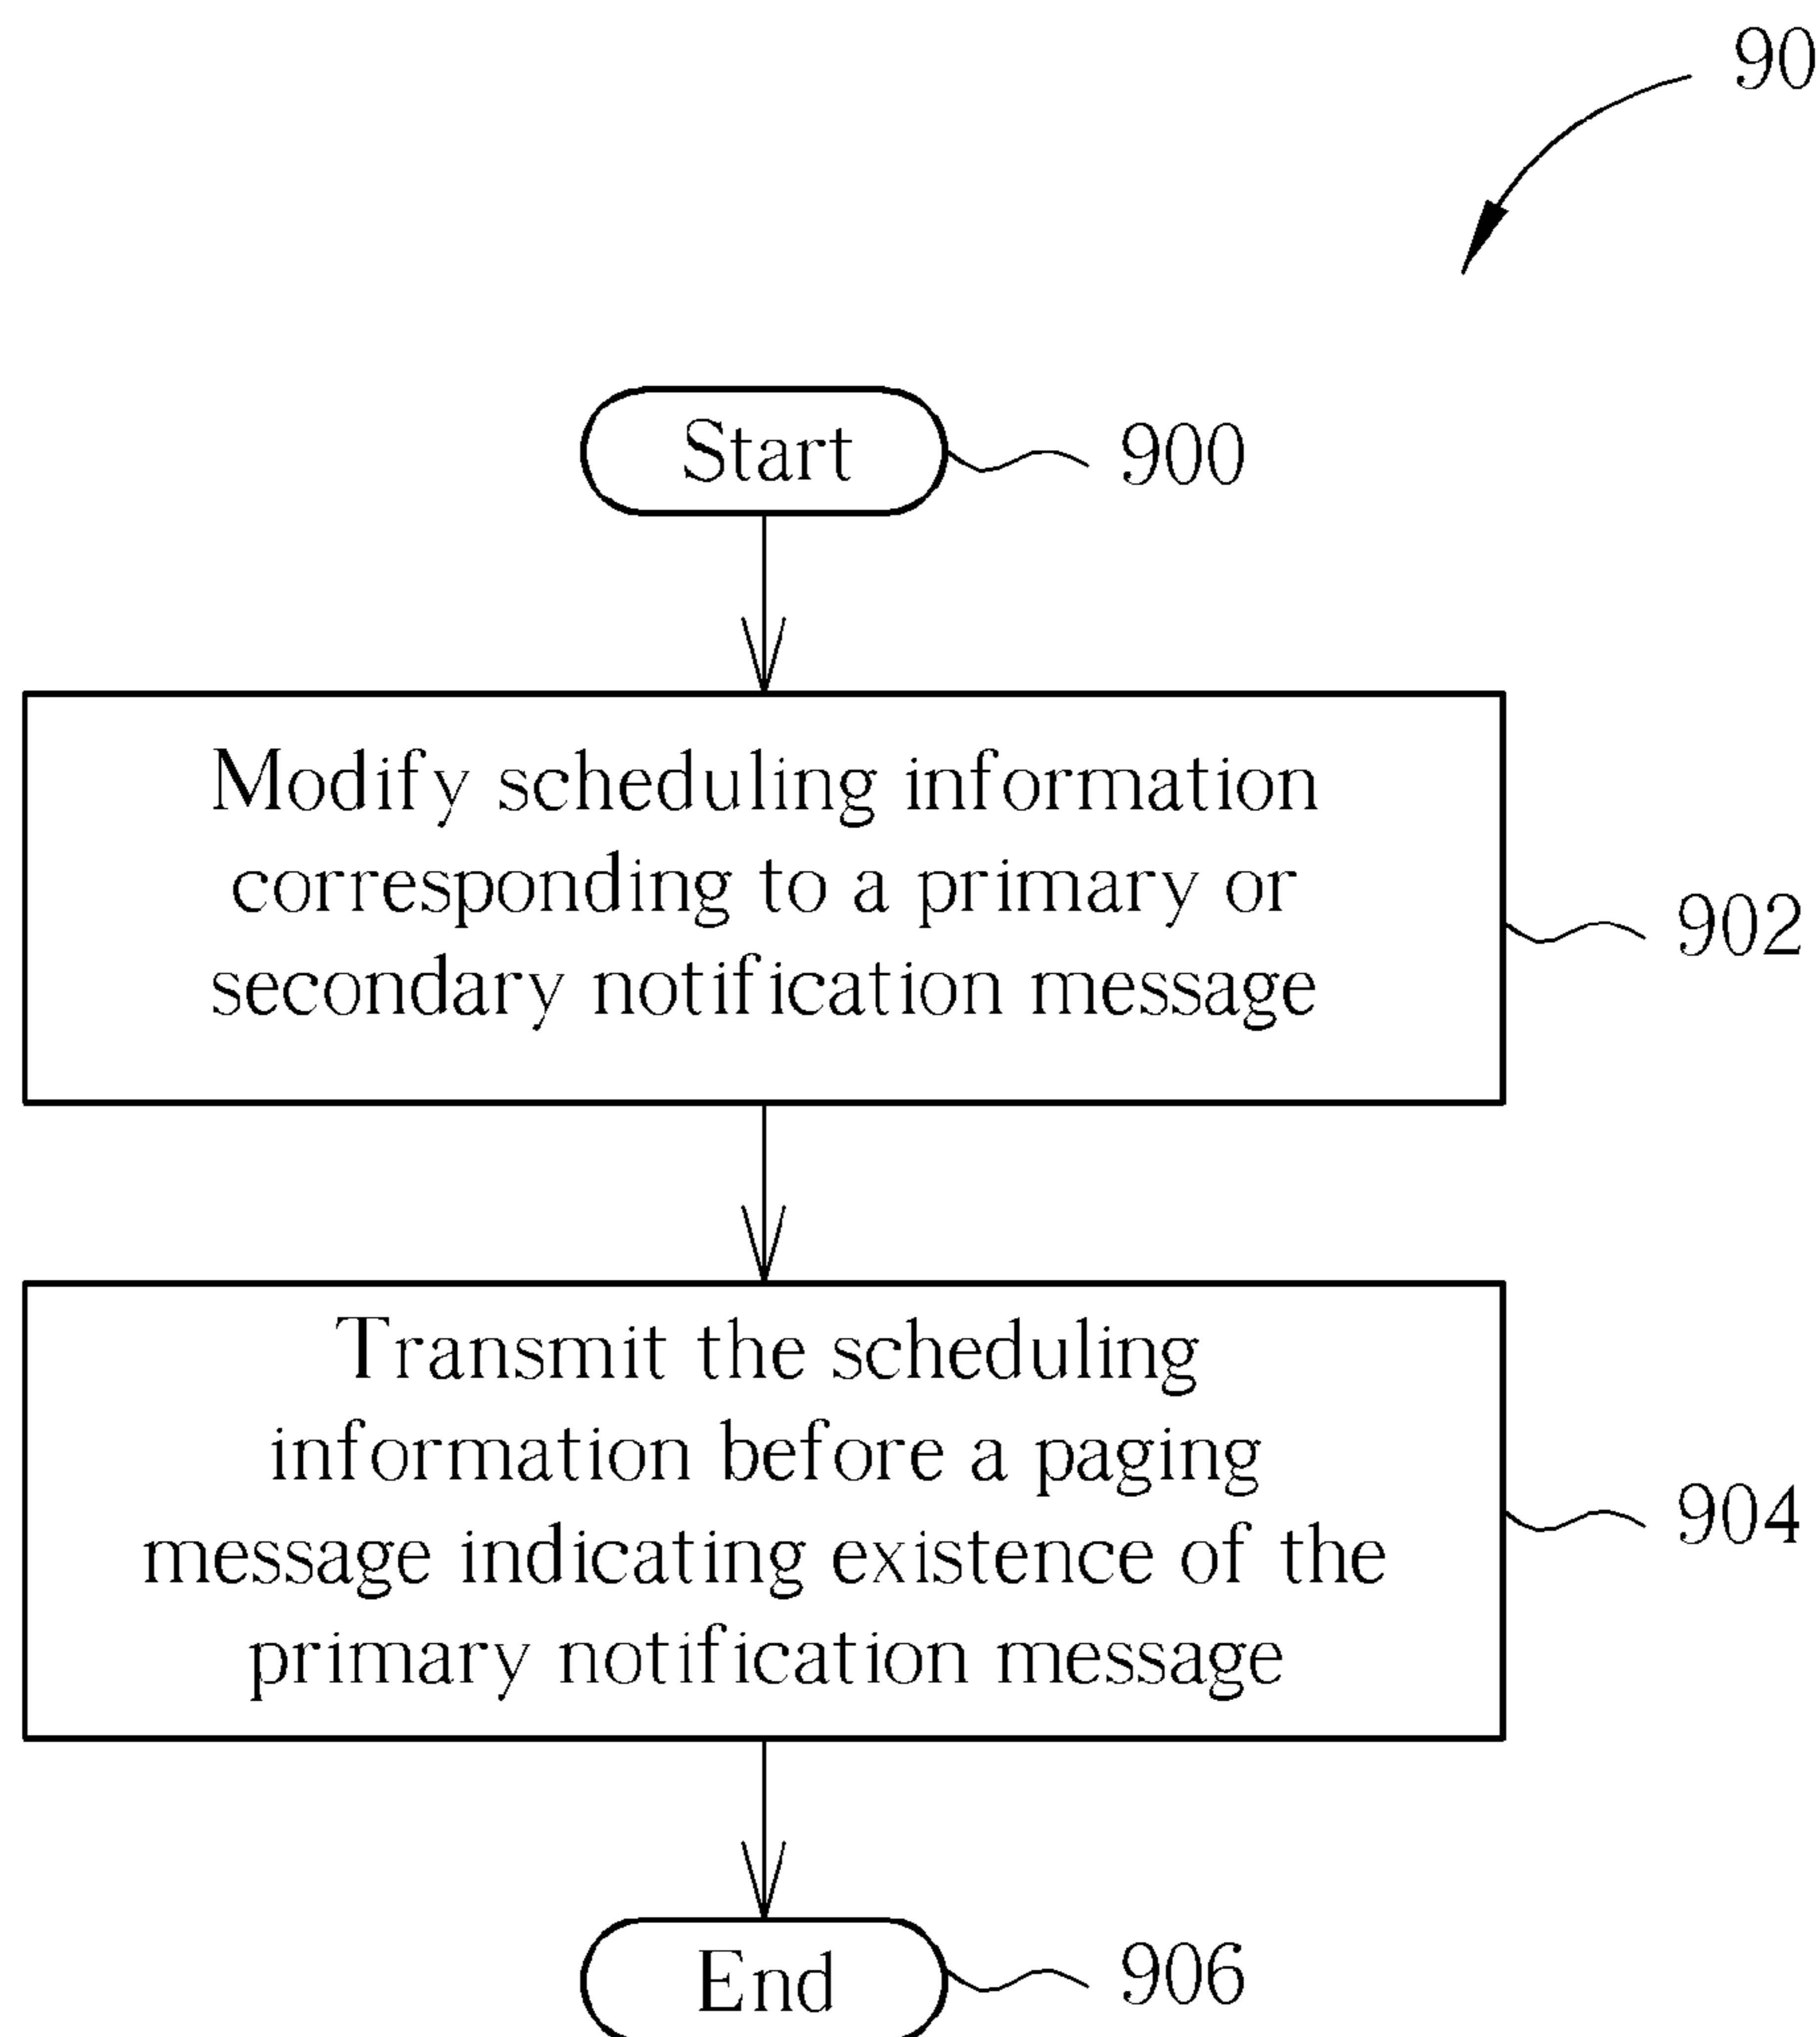 90
Start
900
Modify scheduling information
corresponding to a primary or
secondary notification message
902
Transmit the scheduling
information before a paging
message indicating existence of the
primary notification message
904
End
906